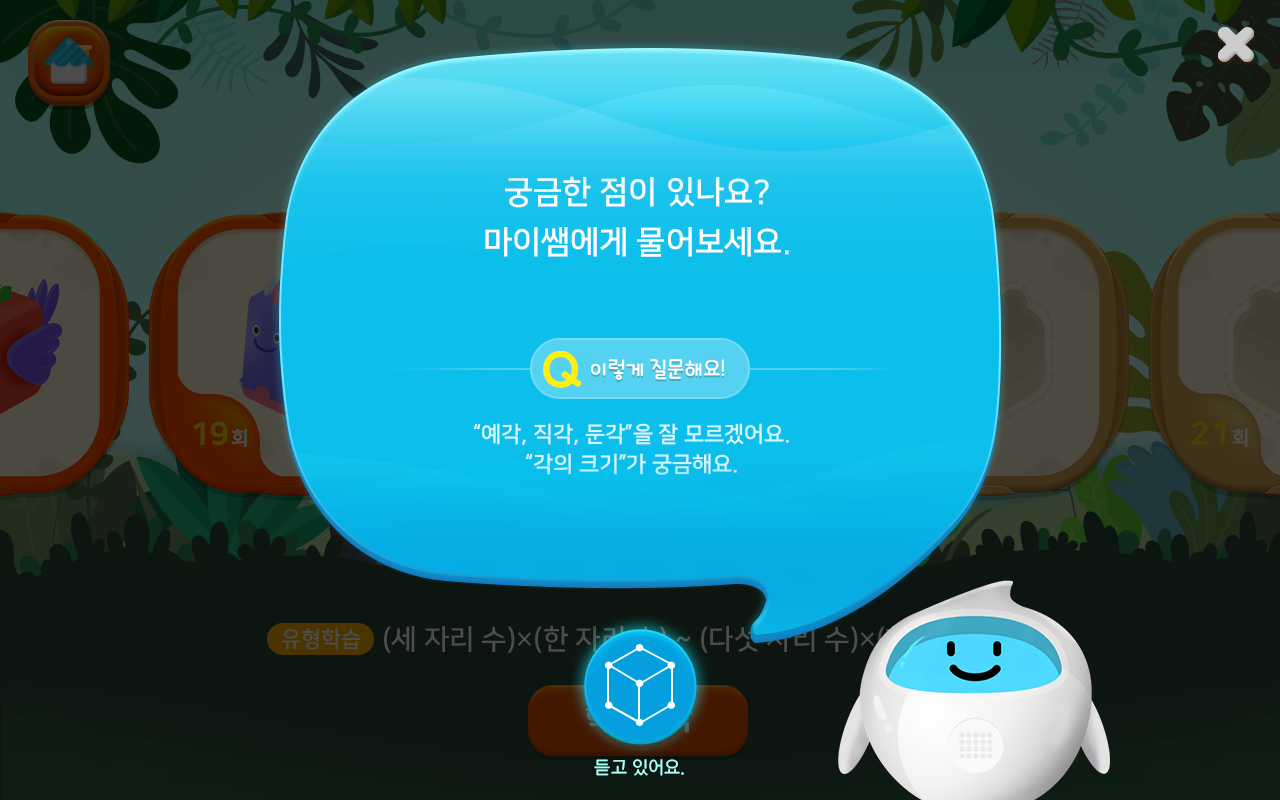 궁금한 점이 있나요?
마이쌤에게 물어보세요.
Q 이렇게 질문해요!
“예각, 직각, 둔각”을 잘 모르겠어요.
“각의 크기”가 궁금해요.
19회
21회
유형학습 (세 자리 수)×(한 자리 수) ~ (다섯 자리 수)×(
듣고 있어요.